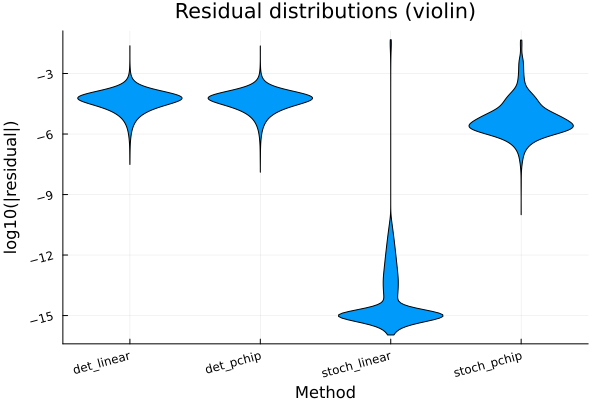 Residual distributions (violin)
log10(|residual|)
−3
−6
−9
−12
−15
det_linear
det_pchip
stoch_linear
stoch_pchip
Method